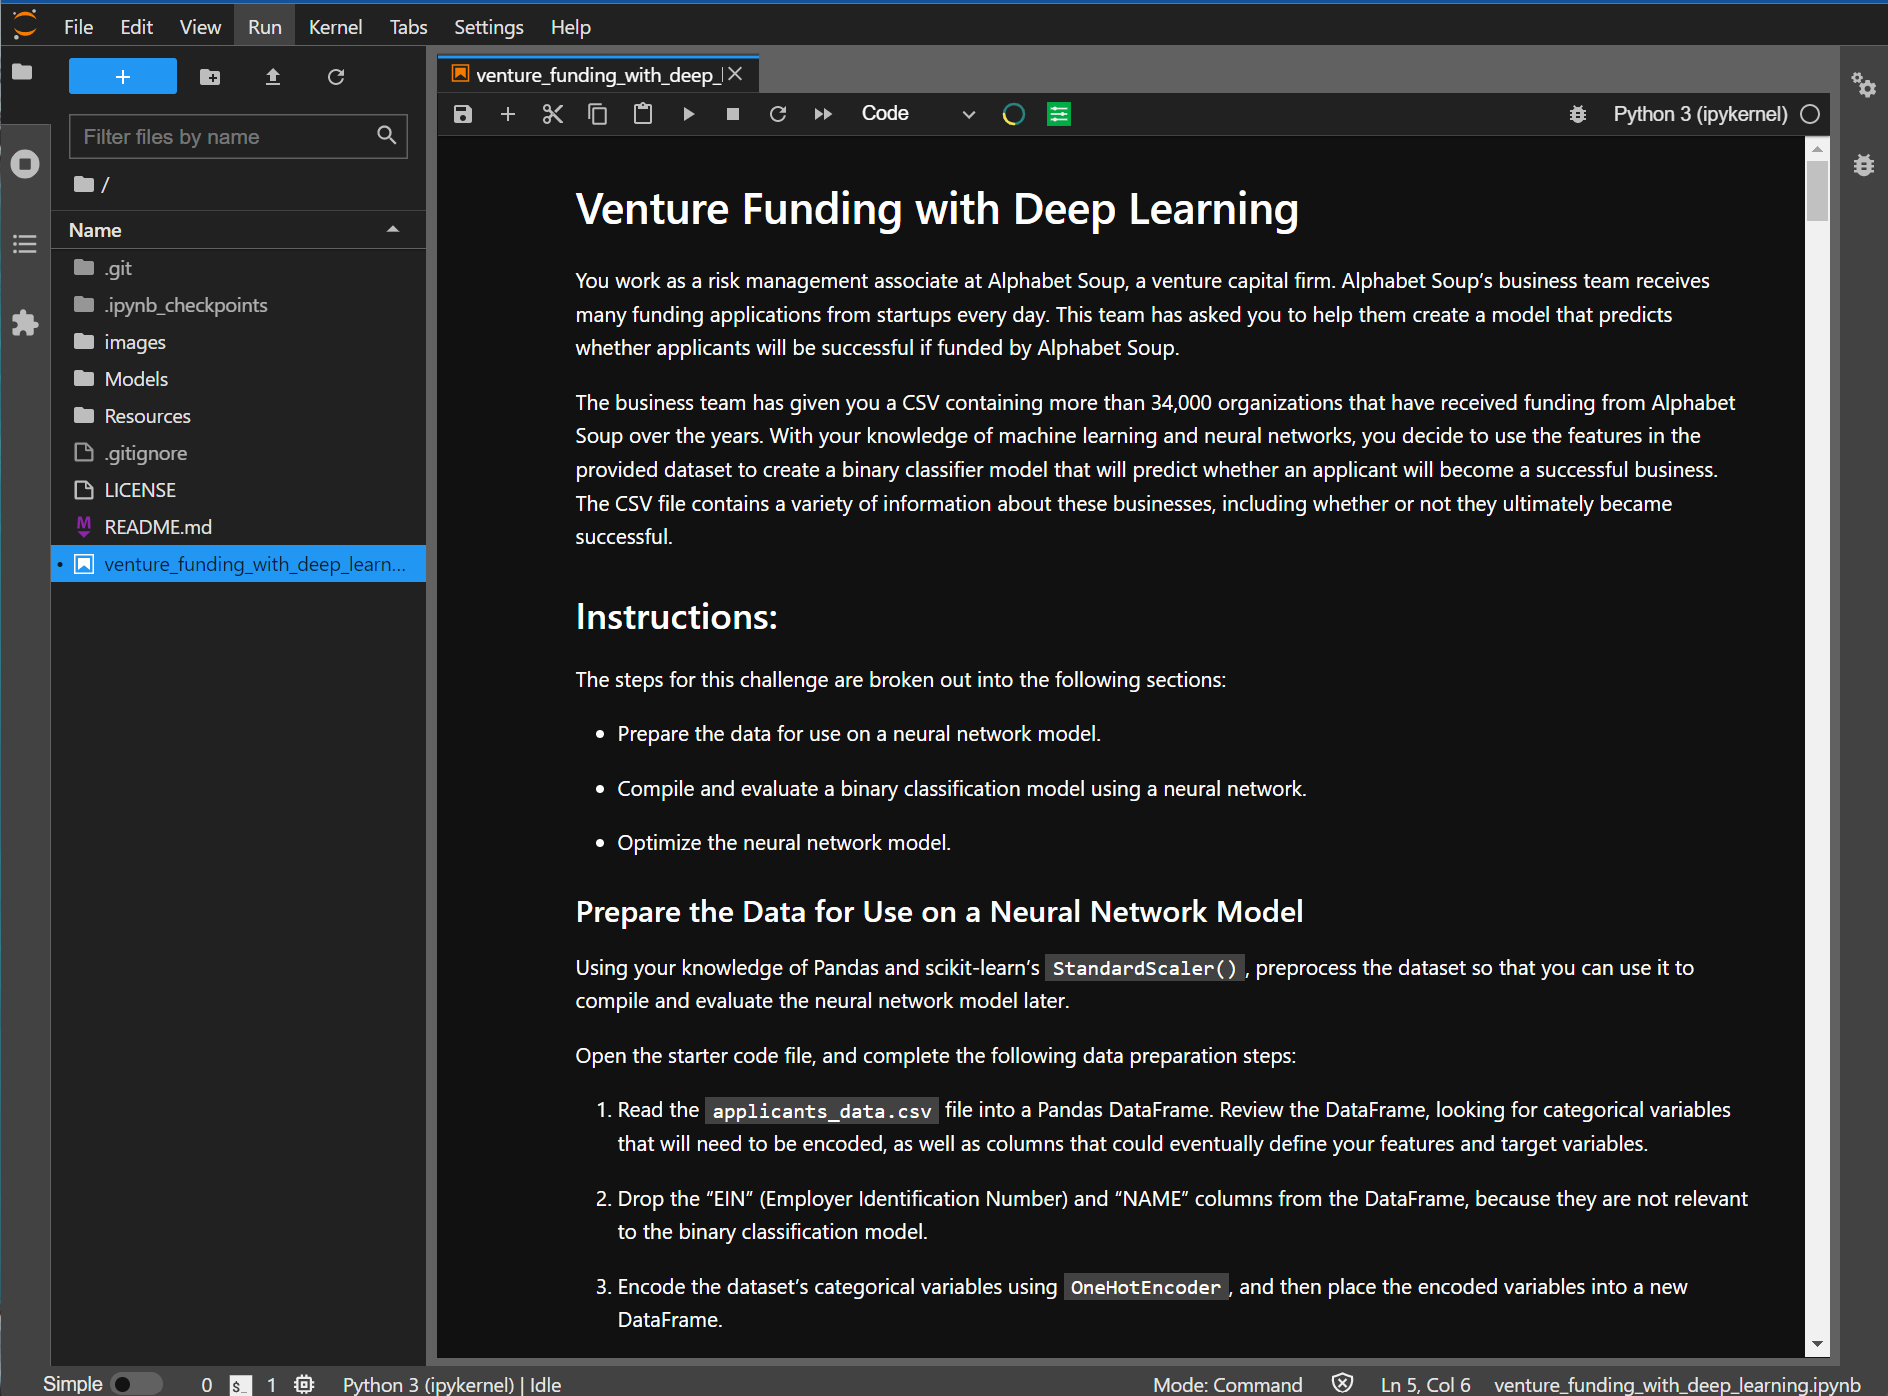 File Edit View Run Kernel Tabs Settings Help
+
Filter files by name
/
Name
.git
.ipynb_checkpoints
images
Models
Resources
.gitignore
LICENSE
README.md
venture_funding_with_deep_learn...
venture_funding_with_deep_l
Code
Python 3 (ipykernel)
Venture Funding with Deep Learning
You work as a risk management associate at Alphabet Soup, a venture capital firm. Alphabet Soup’s business team receives
many funding applications from startups every day. This team has asked you to help them create a model that predicts
whether applicants will be successful if funded by Alphabet Soup.
The business team has given you a CSV containing more than 34,000 organizations that have received funding from Alphabet
Soup over the years. With your knowledge of machine learning and neural networks, you decide to use the features in the
provided dataset to create a binary classifier model that will predict whether an applicant will become a successful business.
The CSV file contains a variety of information about these businesses, including whether or not they ultimately became
successful.
Instructions:
The steps for this challenge are broken out into the following sections:
• Prepare the data for use on a neural network model.
• Compile and evaluate a binary classification model using a neural network.
• Optimize the neural network model.
Prepare the Data for Use on a Neural Network Model
Using your knowledge of Pandas and scikit-learn’s StandardScaler(), preprocess the dataset so that you can use it to
compile and evaluate the neural network model later.
Open the starter code file, and complete the following data preparation steps:
1. Read the applicants_data.csv file into a Pandas DataFrame. Review the DataFrame, looking for categorical variables
that will need to be encoded, as well as columns that could eventually define your features and target variables.
2. Drop the “EIN” (Employer Identification Number) and “NAME” columns from the DataFrame, because they are not relevant
to the binary classification model.
3. Encode the dataset’s categorical variables using OneHotEncoder, and then place the encoded variables into a new
DataFrame.
Simple 0 $_ 1 Python 3 (ipykernel) | Idle Mode: Command Ln 5, Col 6 venture_funding_with_deep_learning.ipynb